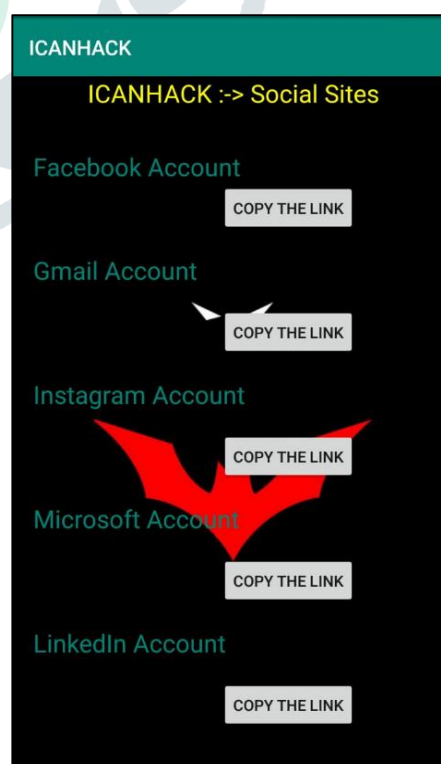 ICANHACK
ICANHACK :-> Social Sites
Facebook Account
COPY THE LINK
Gmail Account
COPY THE LINK
Instagram Account
COPY THE LINK
Microsoft Account
COPY THE LINK
LinkedIn Account
COPY THE LINK